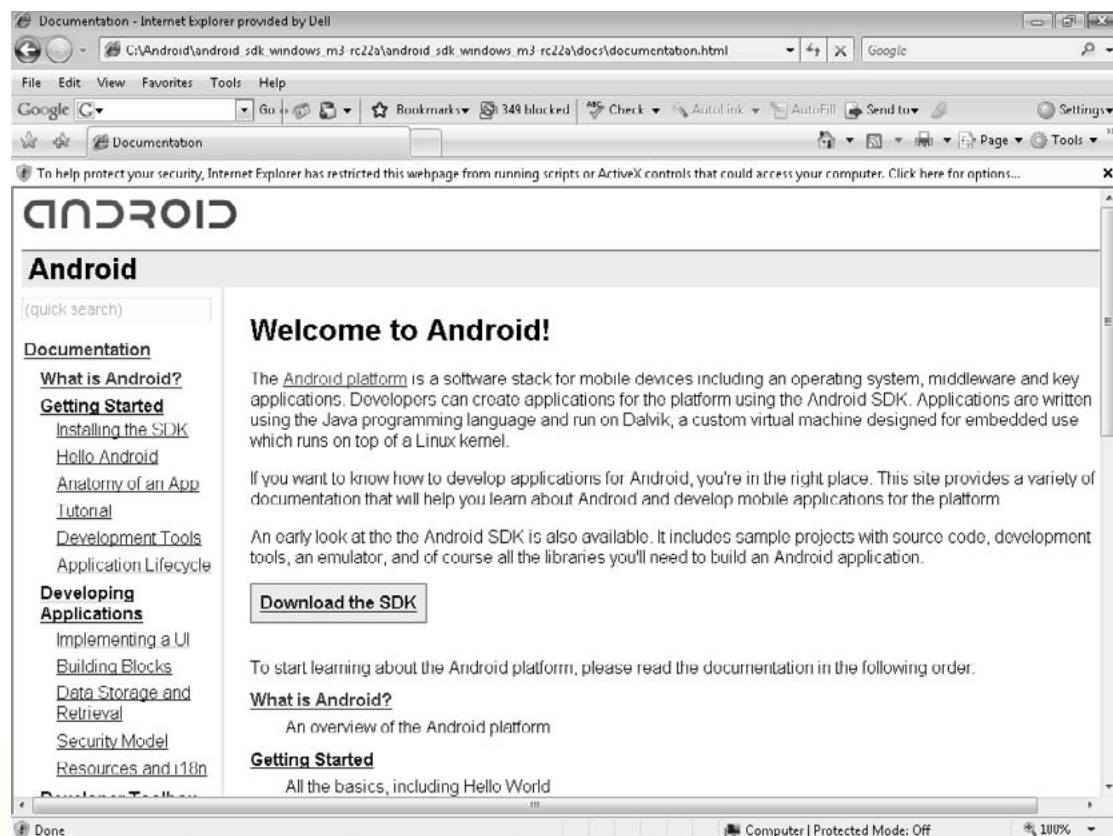 Documentation - Internet Explorer provided by Dell
C:\Android\android_sdk_windows_m3-rc22a\android_sdk_windows_m3-rc22a\docs\documentation.html
Google
File Edit View Favorites Tools Help
Google G Go Bookmarks 349 blocked ABC Check AutoLink AutoFill Send to Settings
Documentation
Page Tools
To help protect your security, Internet Explorer has restricted this webpage from running scripts or ActiveX controls that could access your computer. Click here for options...
ANDROID
Android
(quick search)
Documentation
What is Android?
Getting Started
Installing the SDK
Hello Android
Anatomy of an App
Tutorial
Development Tools
Application Lifecycle
Developing
Applications
Implementing a UI
Building Blocks
Data Storage and
Retrieval
Security Model
Resources and i18n
Developer Toolbox
Welcome to Android!
The Android platform is a software stack for mobile devices including an operating system, middleware and key
applications. Developers can create applications for the platform using the Android SDK. Applications are written
using the Java programming language and run on Dalvik, a custom virtual machine designed for embedded use
which runs on top of a Linux kernel.
If you want to know how to develop applications for Android, you're in the right place. This site provides a variety of
documentation that will help you learn about Android and develop mobile applications for the platform
An early look at the the Android SDK is also available. It includes sample projects with source code, development
tools, an emulator, and of course all the libraries you'll need to build an Android application.
Download the SDK
To start learning about the Android platform, please read the documentation in the following order:
What is Android?
An overview of the Android platform
Getting Started
All the basics, including Hello World
Done
Computer | Protected Mode: Off
100%